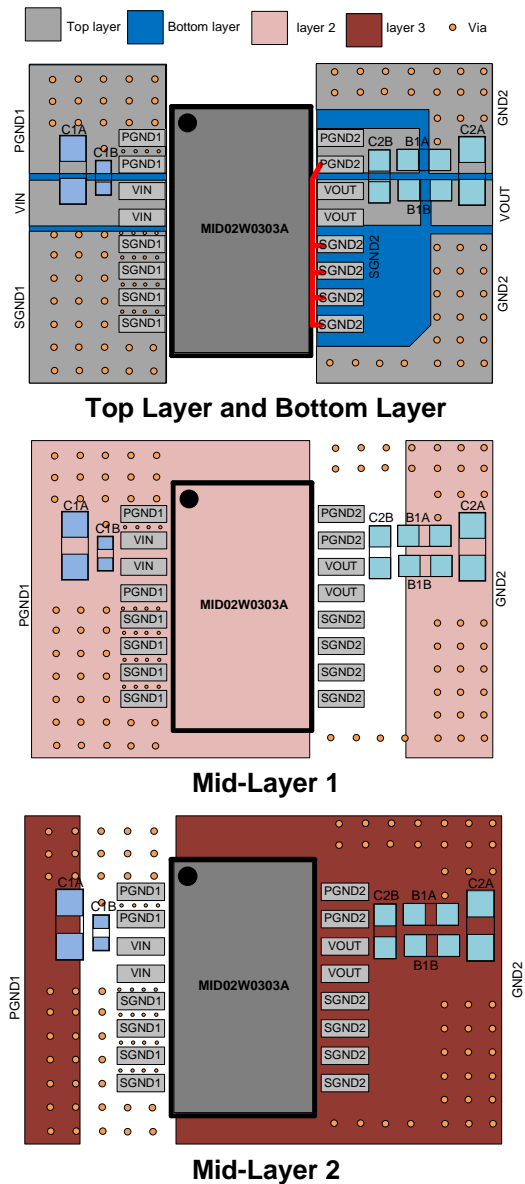 Top layer Bottom layer layer 2 layer 3 Via
PGND1
VIN
SGND1
C1A
C1B
PGND1
PGND1
VIN
VIN
SGND1
SGND1
SGND1
SGND1
MID02W0303A
PGND2
PGND2
VOUT
VOUT
SGND2
SGND2
SGND2
SGND2
SGND2
C2B
B1A
B1B
C2A
GND2
VOUT
GND2
Top Layer and Bottom Layer
PGND1
C1A
C1B
PGND1
VIN
VIN
PGND1
SGND1
SGND1
SGND1
SGND1
MID02W0303A
PGND2
PGND2
VOUT
VOUT
SGND2
SGND2
SGND2
SGND2
C2B
B1A
B1B
C2A
GND2
Mid-Layer 1
PGND1
C1A
C1B
PGND1
PGND1
VIN
VIN
SGND1
SGND1
SGND1
SGND1
MID02W0303A
PGND2
PGND2
VOUT
VOUT
SGND2
SGND2
SGND2
SGND2
C2B
B1A
B1B
C2A
GND2
Mid-Layer 2